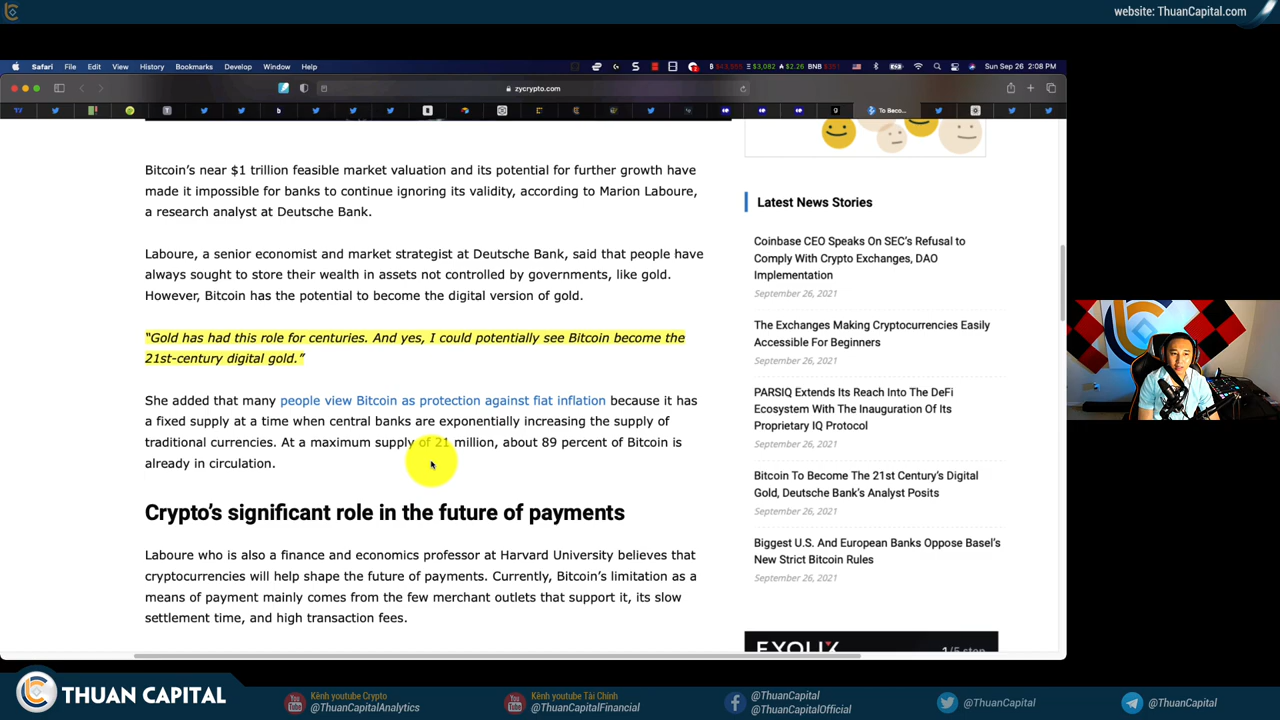 website: ThuanCapital.com
Safari File Edit View History Bookmarks Develop Window Help
$3,082 $2.26 BNB Sun Sep 26 2:08 PM
zycrypto.com
To Beco...
Bitcoin's near $1 trillion feasible market valuation and its potential for further growth have
made it impossible for banks to continue ignoring its validity, according to Marion Laboure,
a research analyst at Deutsche Bank.
Laboure, a senior economist and market strategist at Deutsche Bank, said that people have
always sought to store their wealth in assets not controlled by governments, like gold.
However, Bitcoin has the potential to become the digital version of gold.
"Gold has had this role for centuries. And yes, I could potentially see Bitcoin become the
21st-century digital gold."
She added that many people view Bitcoin as protection against fiat inflation because it has
a fixed supply at a time when central banks are exponentially increasing the supply of
traditional currencies. At a maximum supply of 21 million, about 89 percent of Bitcoin is
already in circulation.
Crypto's significant role in the future of payments
Laboure who is also a finance and economics professor at Harvard University believes that
cryptocurrencies will help shape the future of payments. Currently, Bitcoin's limitation as a
means of payment mainly comes from the few merchant outlets that support it, its slow
settlement time, and high transaction fees.
Latest News Stories
Coinbase CEO Speaks On SEC's Refusal to
Comply With Crypto Exchanges, DAO
Implementation
September 26, 2021
The Exchanges Making Cryptocurrencies Easily
Accessible For Beginners
September 26, 2021
PARSIQ Extends Its Reach Into The DeFi
Ecosystem With The Inauguration Of Its
Proprietary IQ Protocol
September 26, 2021
Bitcoin To Become The 21st Century's Digital
Gold, Deutsche Bank's Analyst Posits
September 26, 2021
Biggest U.S. And European Banks Oppose Basel's
New Strict Bitcoin Rules
September 26, 2021
1/5 step
THUAN CAPITAL
Kênh youtube Crypto
@ThuanCapitalAnalytics
Kênh youtube Tài Chính
@ThuanCapitalFinancial
@ThuanCapital
@ThuanCapitalOfficial
@ThuanCapital
@ThuanCapital